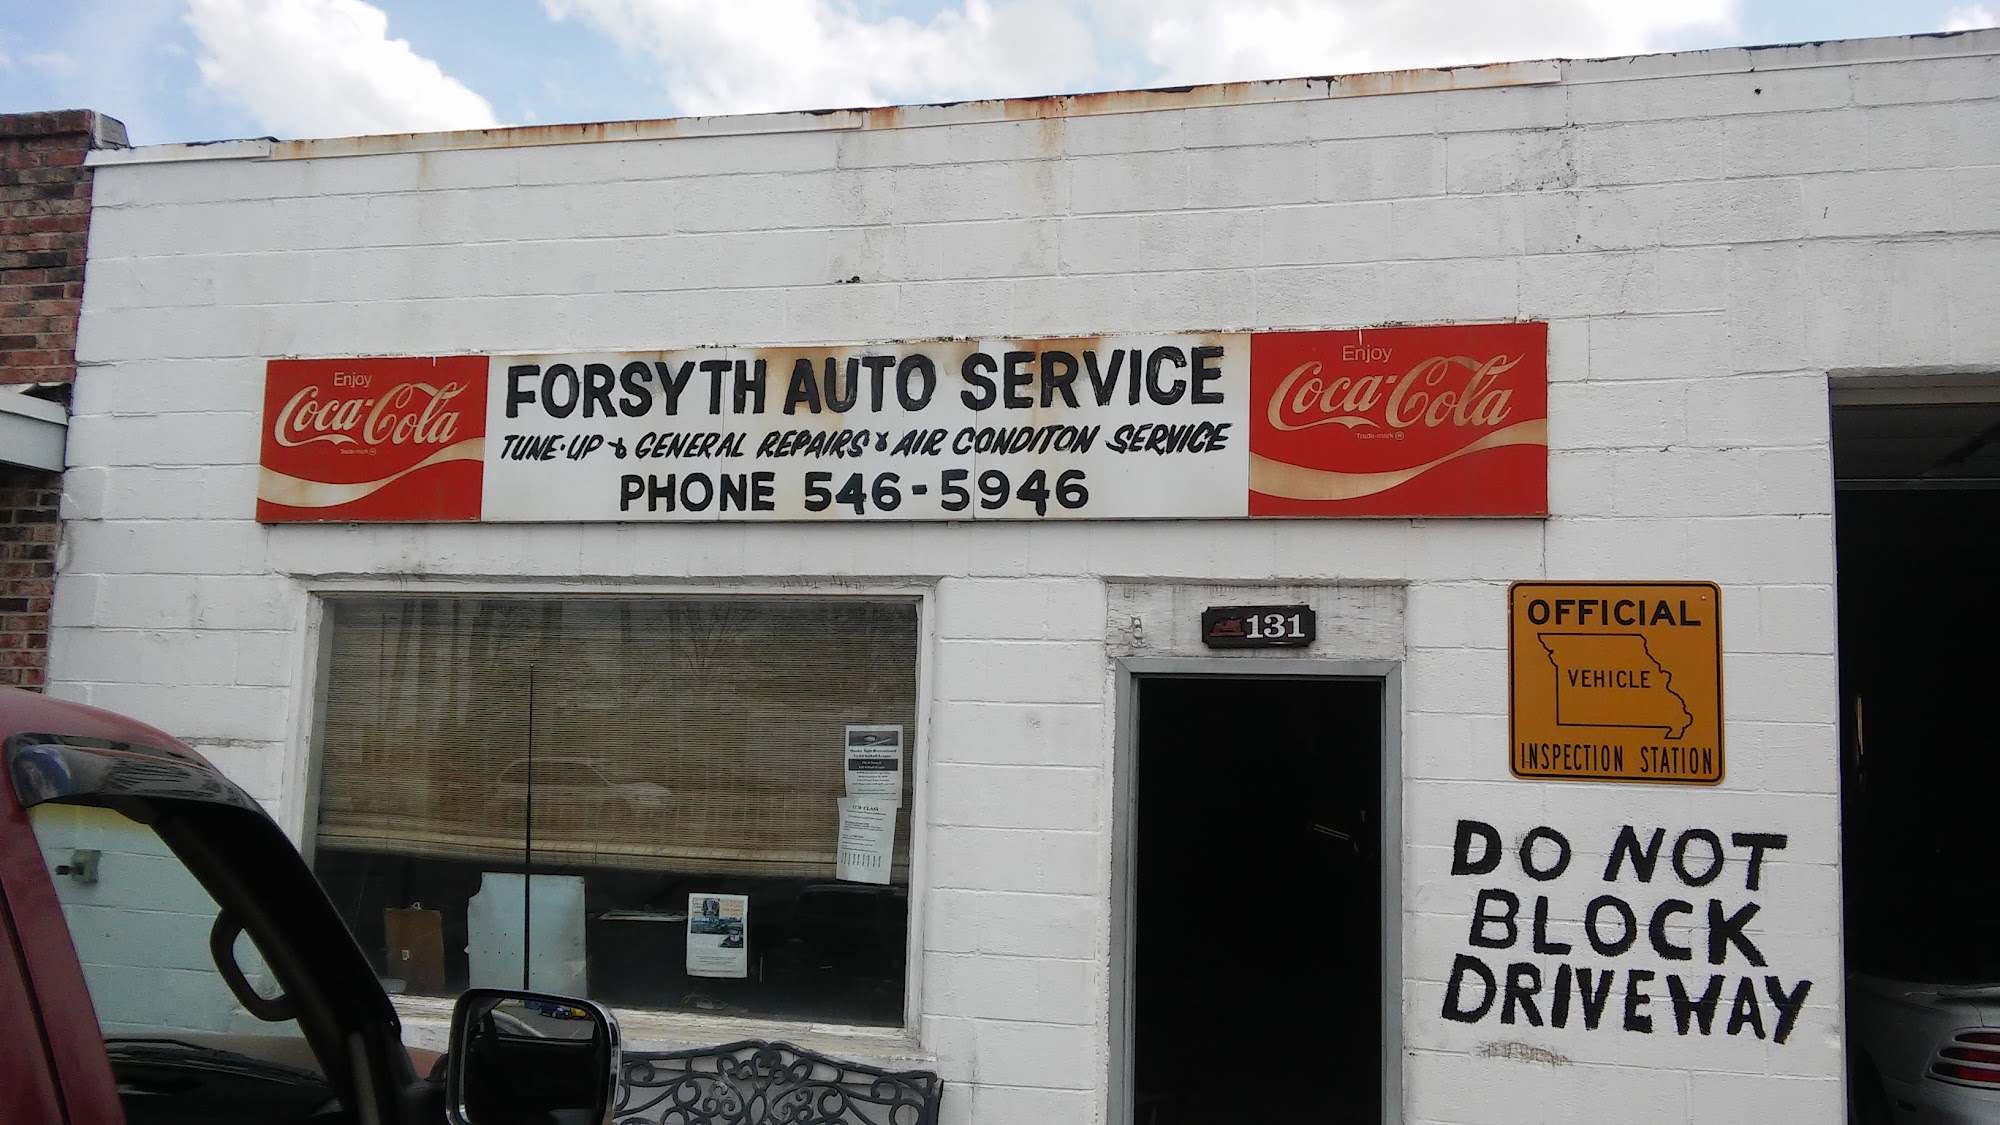 Enjoy
Coca-Cola
Trade-mark ®
FORSYTH AUTO SERVICE
TUNE-UP & GENERAL REPAIRS & AIR CONDITON SERVICE
PHONE 546-5946
Enjoy
Coca-Cola
Trade-mark ®
131
OFFICIAL
VEHICLE
INSPECTION STATION
DO NOT
BLOCK
DRIVEWAY